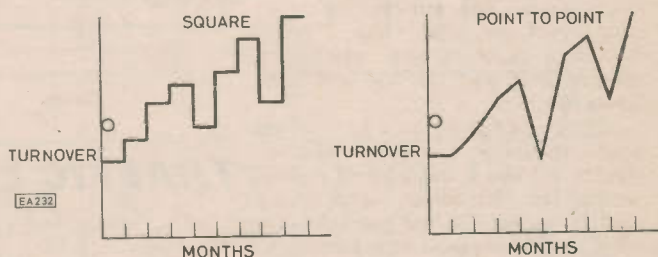 SQUARE
TURNOVER
EA232
MONTHS
POINT TO POINT
TURNOVER
MONTHS